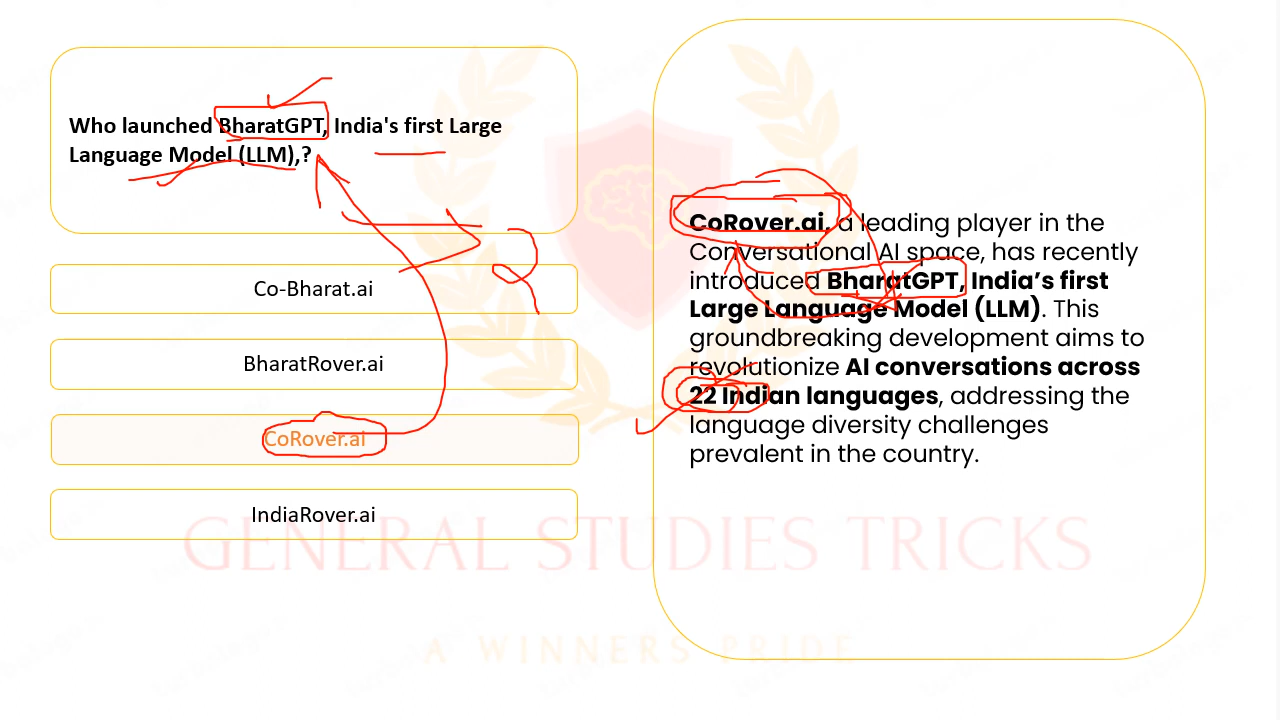 Who launched BharatGPT, India's first Large
Language Model (LLM),?
Co-Bharat.ai
BharatRover.ai
CoRover.ai
IndiaRover.ai
CoRover.ai, a leading player in the
Conversational AI space, has recently
introduced BharatGPT, India’s first
Large Language Model (LLM). This
groundbreaking development aims to
revolutionize AI conversations across
22 Indian languages, addressing the
language diversity challenges
prevalent in the country.
GENERAL STUDIES TRICKS
A WINNERS PRIDE